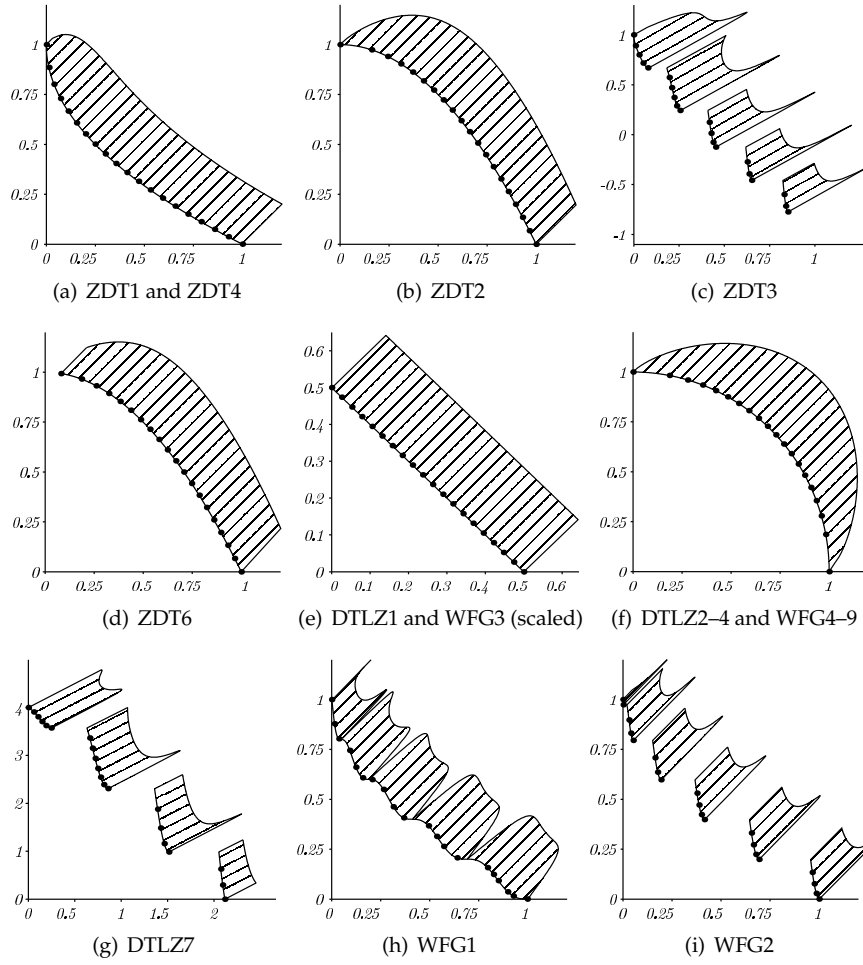 1
0.75
0.5
0.25
0
0 0.25 0.5 0.75 1
(a) ZDT1 and ZDT4
1
0.75
0.5
0.25
0
0 0.25 0.5 0.75 1
(b) ZDT2
1
0.5
0
-0.5
-1
0 0.25 0.5 1
(c) ZDT3
1
0.75
0.5
0.25
0
0 0.25 0.5 0.75 1
(d) ZDT6
0.6
0.5
0.4
0.3
0.2
0.1
0
0 0.1 0.2 0.3 0.4 0.5 0.6
(e) DTLZ1 and WFG3 (scaled)
1
0.75
0.5
0.25
0
0 0.25 0.5 0.75 1
(f) DTLZ2–4 and WFG4–9
4
3
2
1
0
0 0.5 1 1.5 2
(g) DTLZ7
1
0.75
0.5
0.25
0
0 0.25 0.5 0.75 1
(h) WFG1
1
0.75
0.5
0.25
0
0 0.25 0.5 0.75 1
(i) WFG2